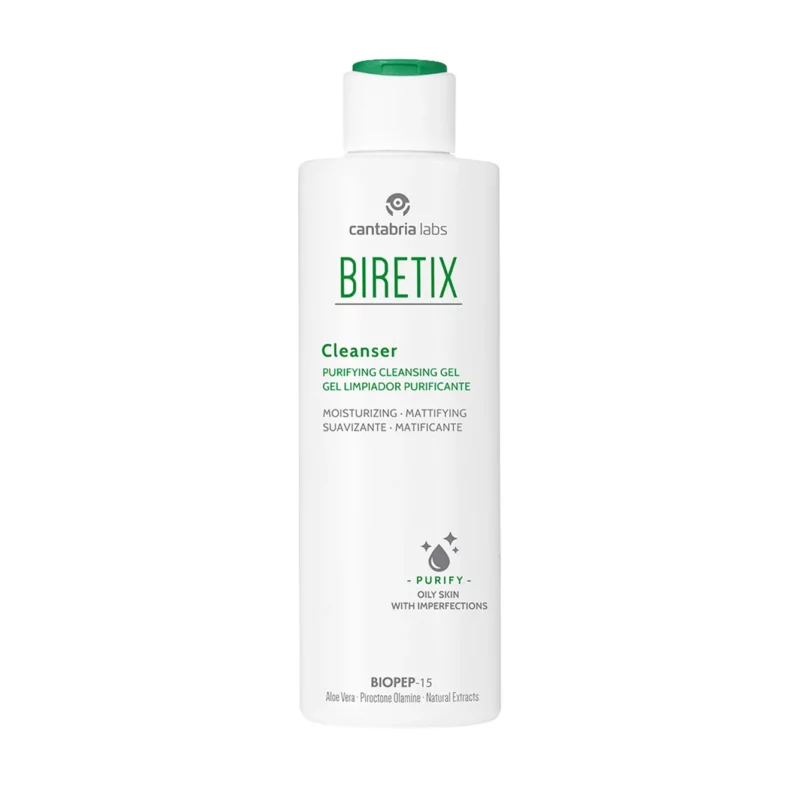 cantabria labs
BIRETIX
Cleanser
PURIFYING CLEANSING GEL
GEL LIMPIADOR PURIFICANTE
MOISTURIZING · MATTIFYING
SUAVIZANTE · MATIFICANTE
- PURIFY -
OILY SKIN
WITH IMPERFECTIONS
BIOPEP-15
Aloe Vera · Piroctone Olamine · Natural Extracts